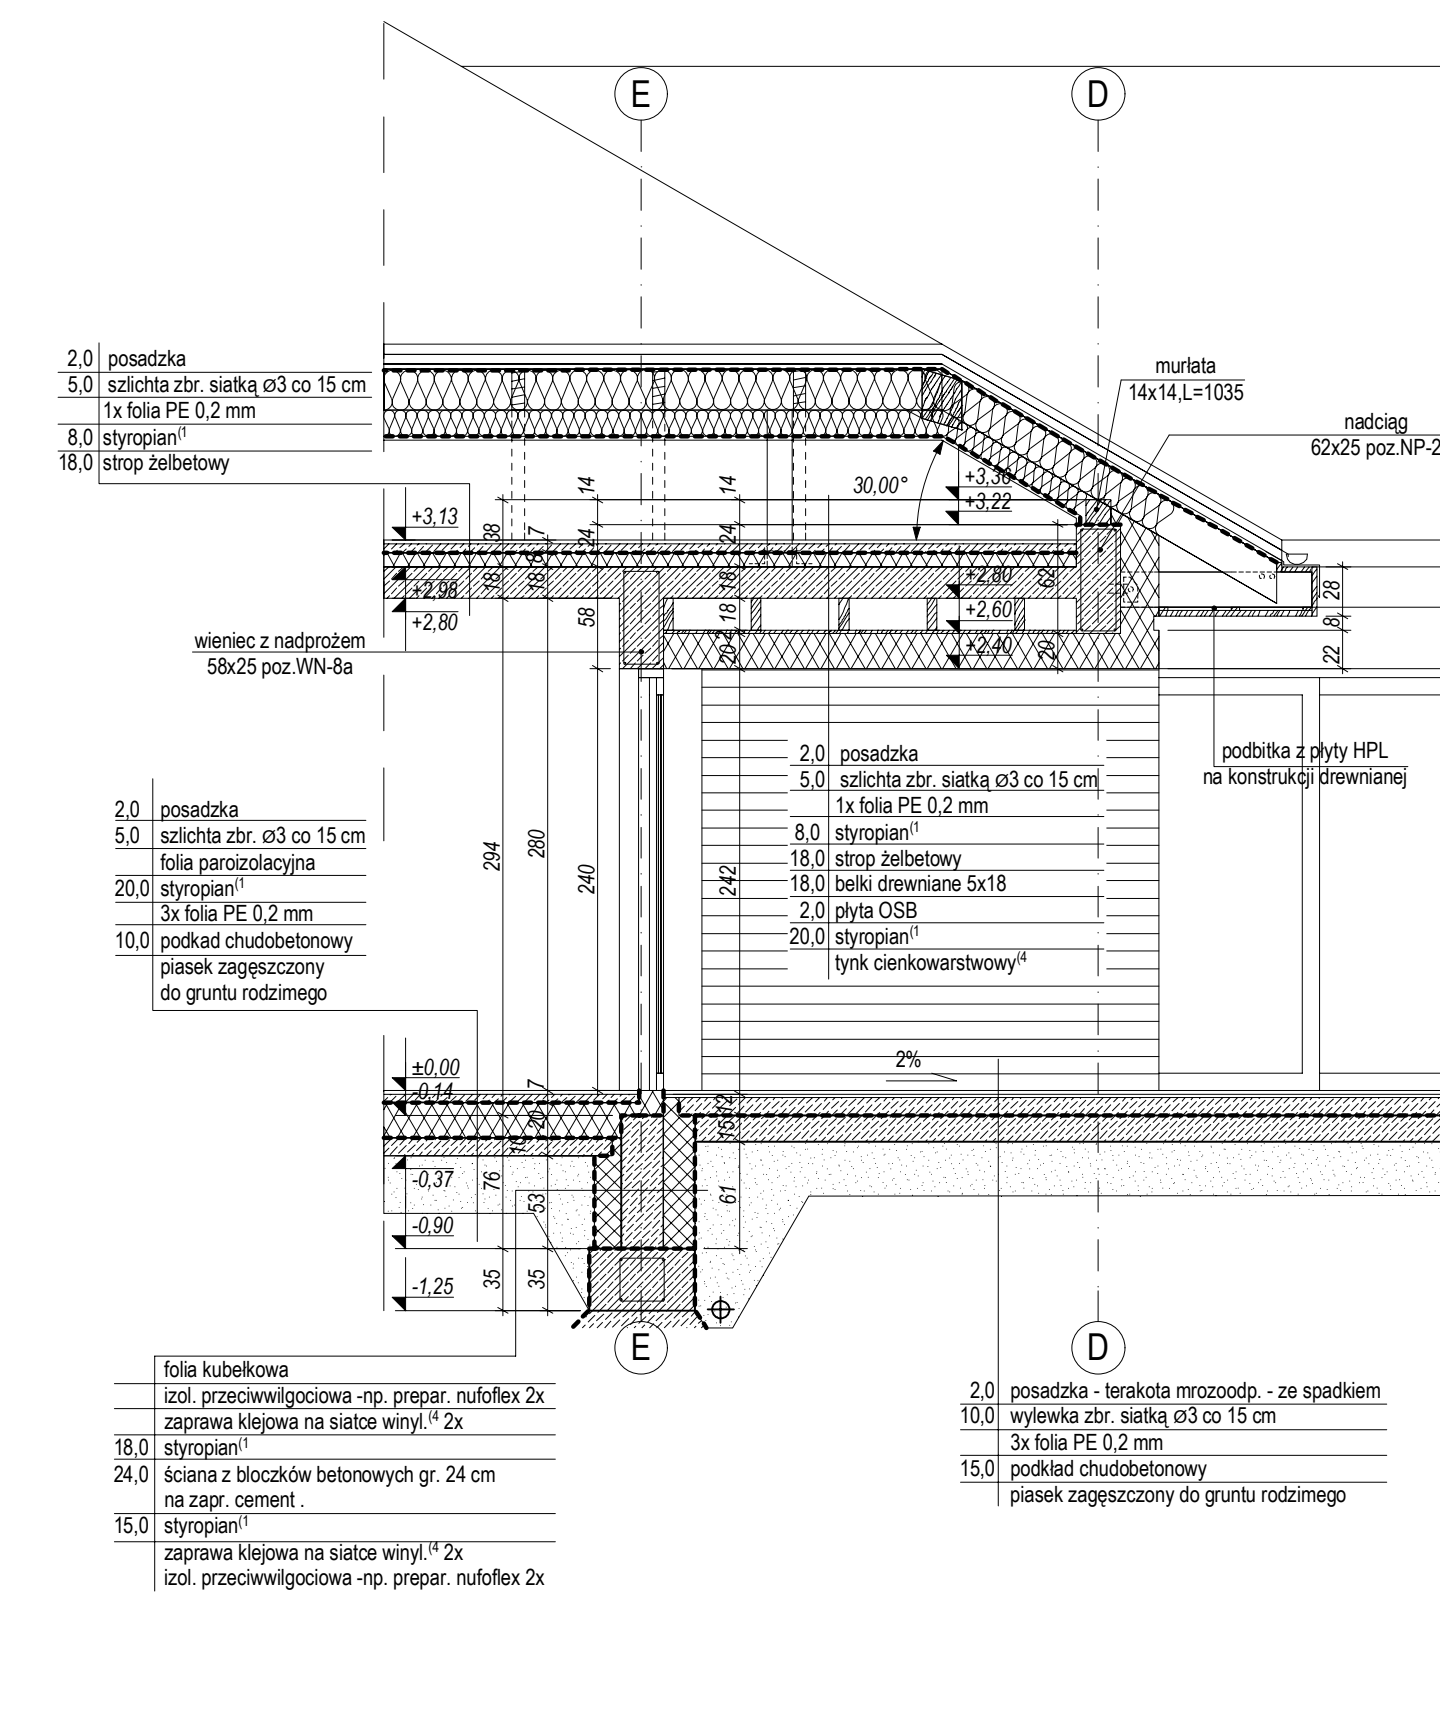 E
D
2,0 posadzka
5,0 szlichta zbr. siatką Ø3 co 15 cm
1x folia PE 0,2 mm
8,0 styropian(1
18,0 strop żelbetowy
murłata
14x14,L=1035
nadciąg
62x25 poz.NP-2
30,00°
+3,36
+3,22
+3,13
+2,98
+2,80
+2,80
+2,60
+2,40
14
14
38
7
24
24
8
18
18
18
62
58
18
2
20
20
28
8
22
wieniec z nadprożem
58x25 poz.WN-8a
podbitka z płyty HPL
na konstrukcji drewnianej
2,0 posadzka
5,0 szlichta zbr. siatką Ø3 co 15 cm
1x folia PE 0,2 mm
8,0 styropian(1
18,0 strop żelbetowy
18,0 belki drewniane 5x18
2,0 płyta OSB
20,0 styropian(1
tynk cienkowarstwowy(4
2,0 posadzka
5,0 szlichta zbr. Ø3 co 15 cm
folia paroizolacyjna
20,0 styropian(1
3x folia PE 0,2 mm
10,0 podkad chudobetonowy
piasek zagęszczony
do gruntu rodzimego
294
280
240
242
2%
±0,00
-0,14
-0,37
-0,90
-1,25
7
20
10
12
15
76
53
61
35
35
E
D
folia kubełkowa
izol. przeciwwilgociowa -np. prepar. nufoflex 2x
zaprawa klejowa na siatce winyl.(4 2x
18,0 styropian(1
24,0 ściana z bloczków betonowych gr. 24 cm
na zapr. cement .
15,0 styropian(1
zaprawa klejowa na siatce winyl.(4 2x
izol. przeciwwilgociowa -np. prepar. nufoflex 2x
2,0 posadzka - terakota mrozoodp. - ze spadkiem
10,0 wylewka zbr. siatką Ø3 co 15 cm
3x folia PE 0,2 mm
15,0 podkład chudobetonowy
piasek zagęszczony do gruntu rodzimego